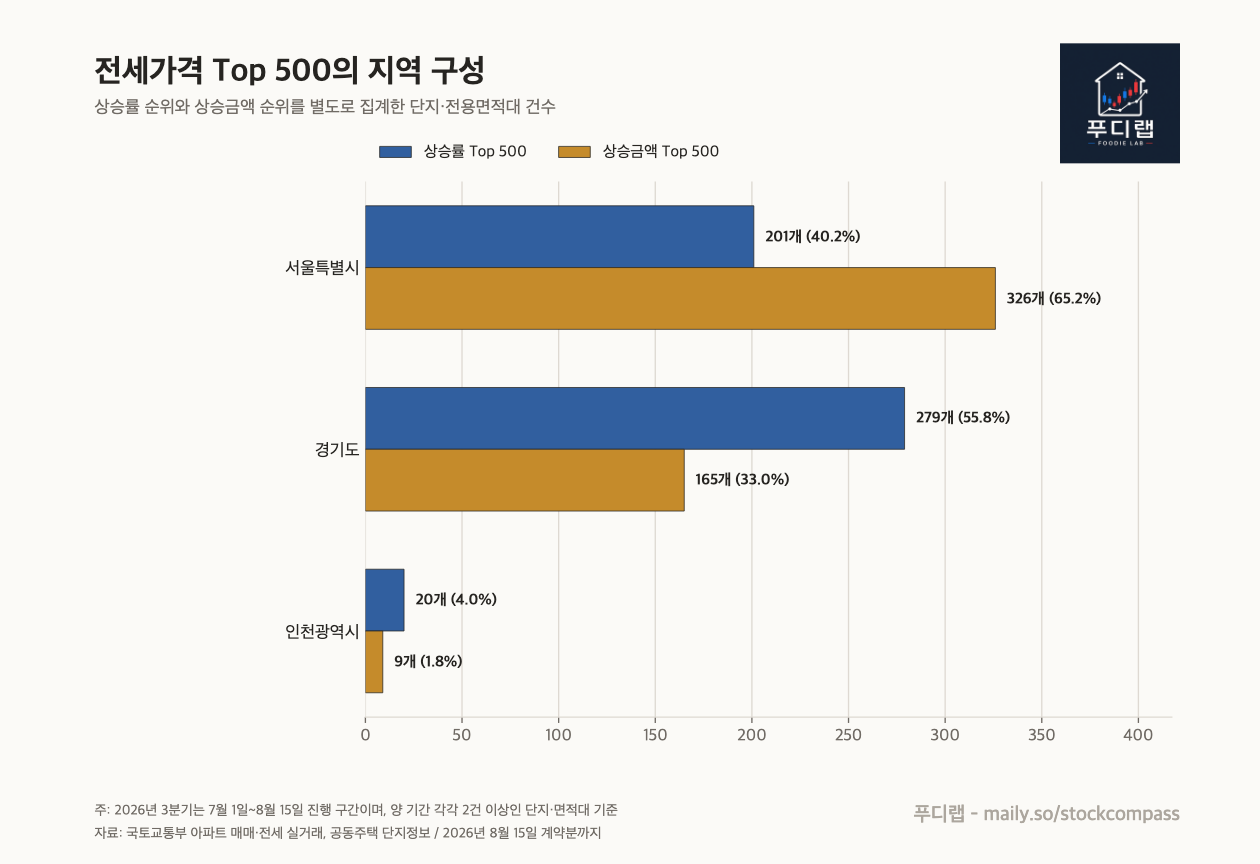 전세가격 Top 500의 지역 구성
상승률 순위와 상승금액 순위를 별도로 집계한 단지·전용면적대 건수
푸디랩
FOODIE LAB
상승률 Top 500
상승금액 Top 500
서울특별시
201개 (40.2%)
326개 (65.2%)
경기도
279개 (55.8%)
165개 (33.0%)
인천광역시
20개 (4.0%)
9개 (1.8%)
0 50 100 150 200 250 300 350 400
주: 2026년 3분기는 7월 1일~8월 15일 진행 구간이며, 양 기간 각각 2건 이상인 단지·면적대 기준
자료: 국토교통부 아파트 매매·전세 실거래, 공동주택 단지정보 / 2026년 8월 15일 계약분까지
푸디랩 - maily.so/stockcompass